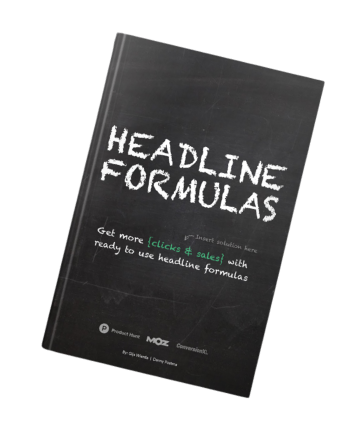 HEADLINE
FORMULAS
Insert solution here
Get more [clicks & sales] with
ready to use headline formulas
Product Hunt MOZ ConversionXL